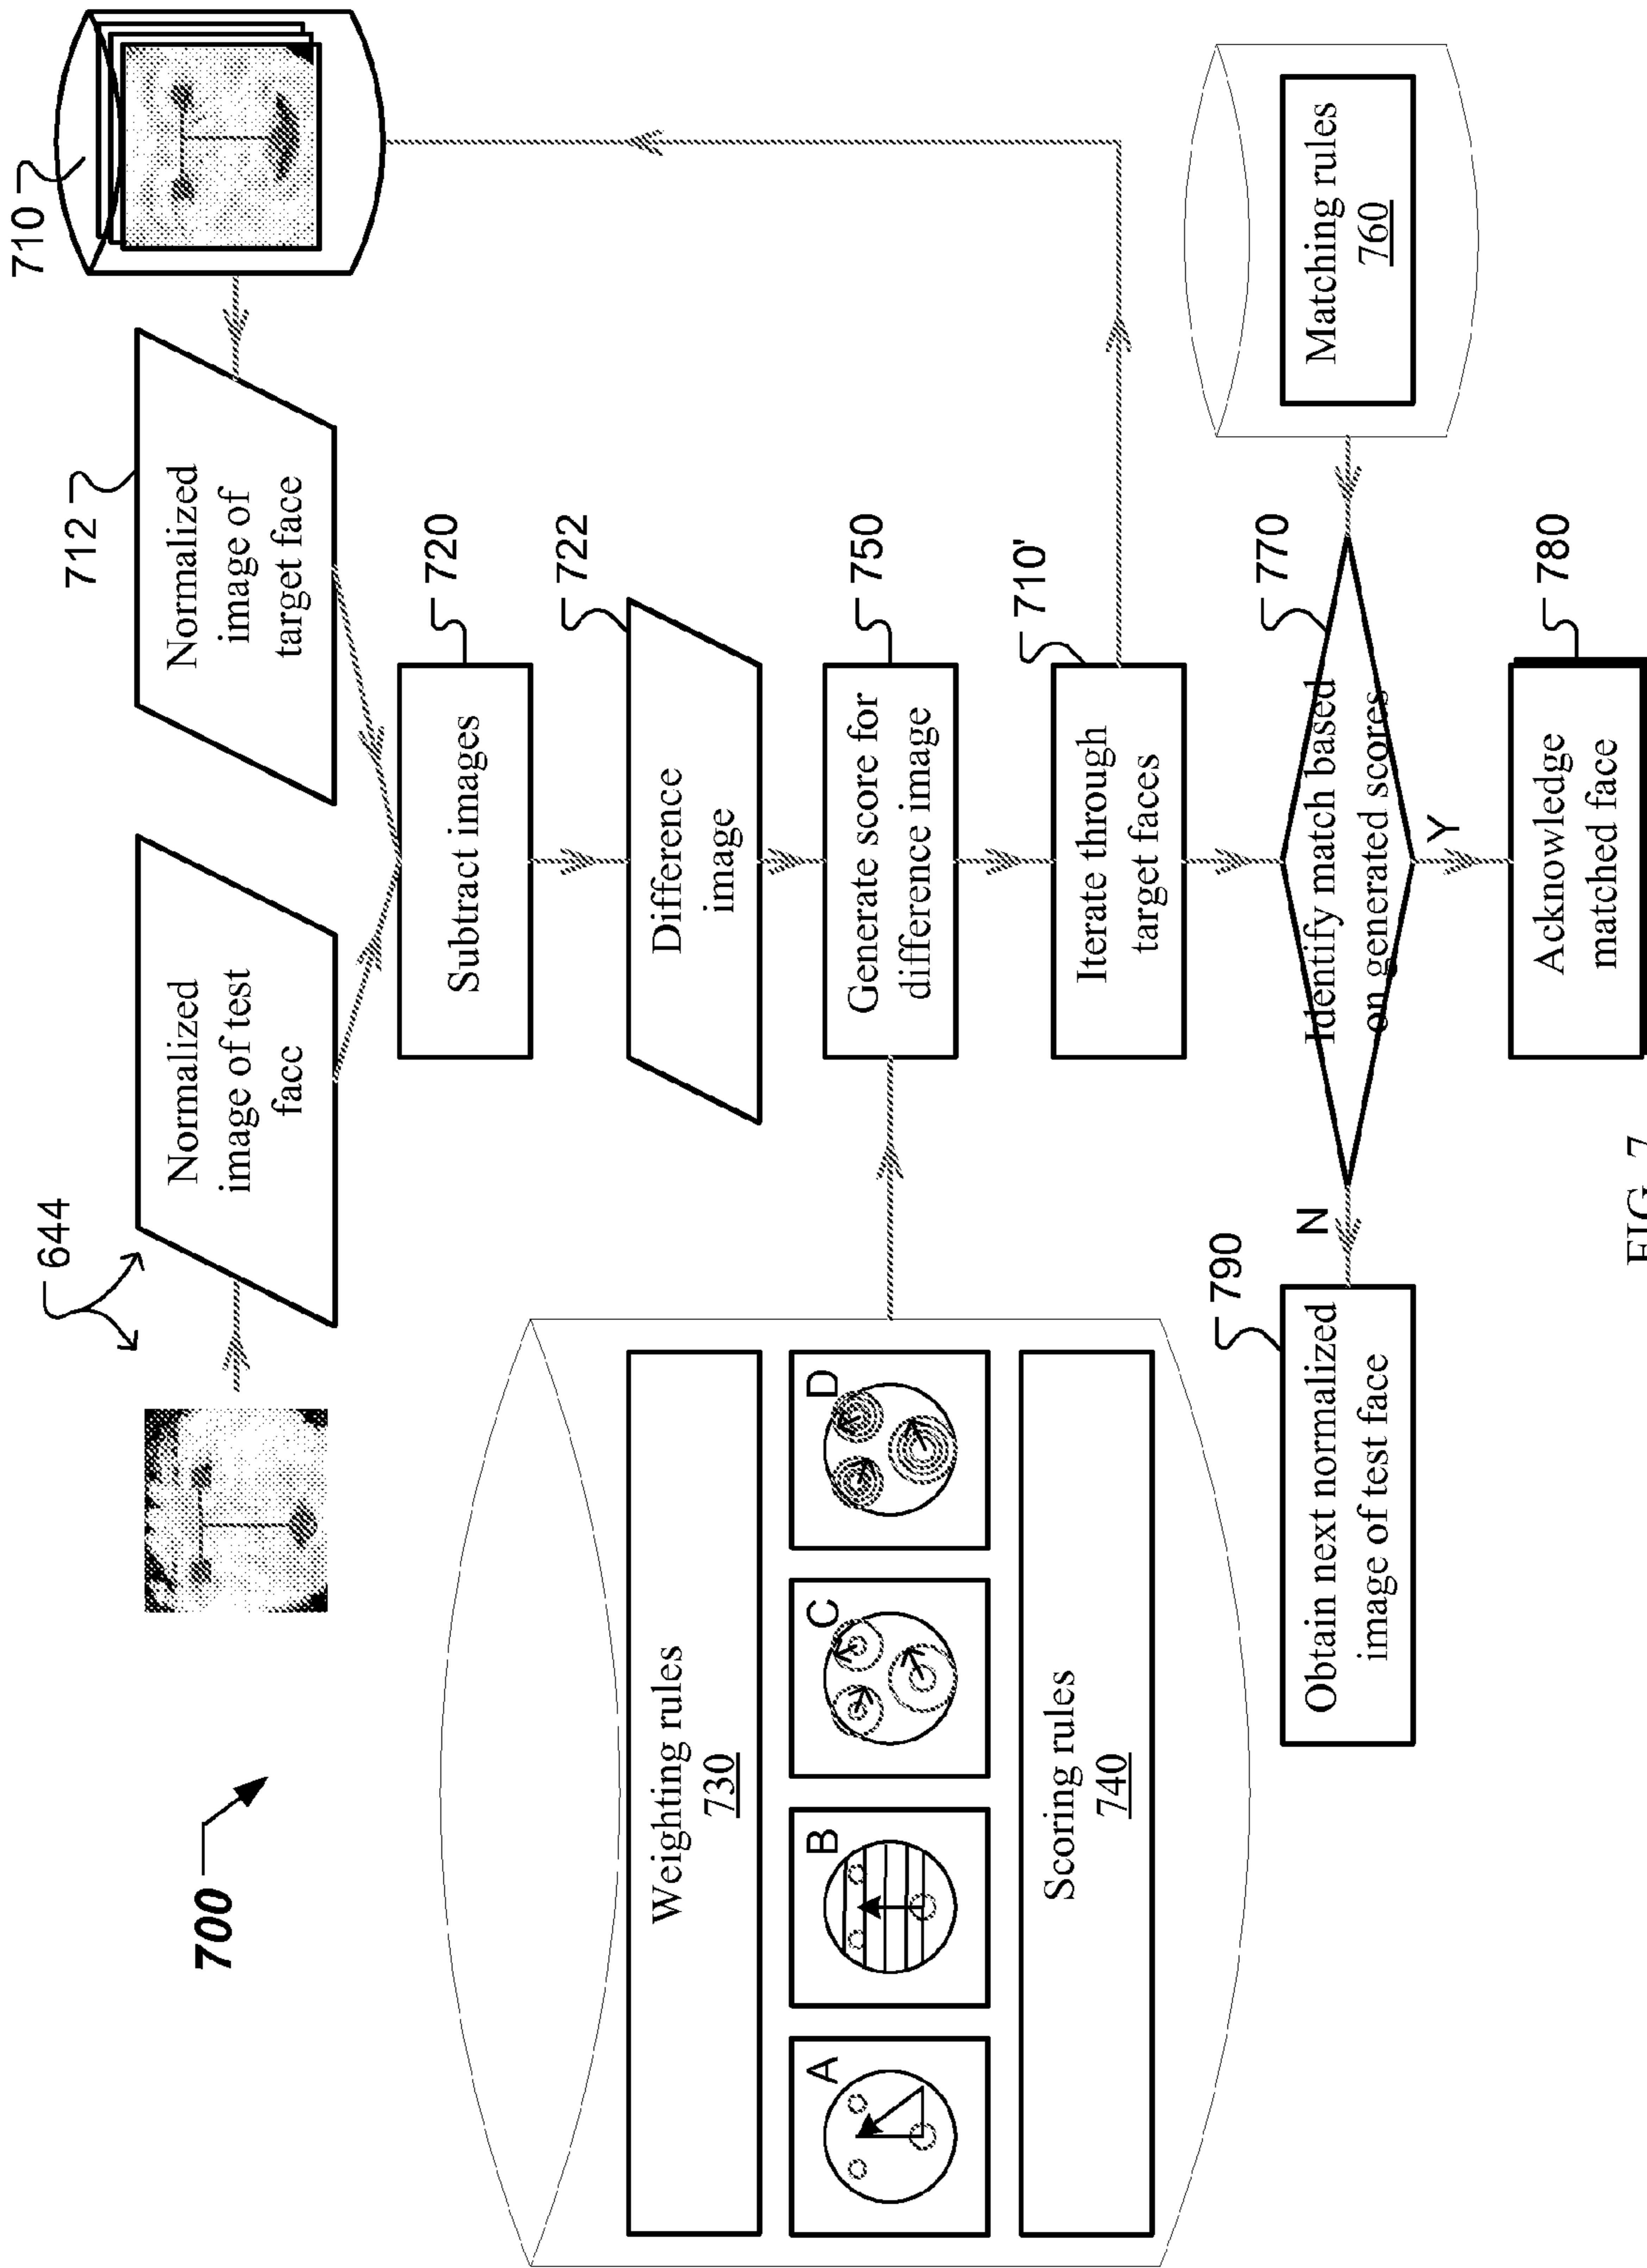 700
644
Normalized
image of test
facc
712
Normalized
image of
target face
710
720
Subtract images
722
Difference
image
Weighting rules
730
A
B
C
D
Scoring rules
740
750
Generate score for
difference image
710'
Iterate through
target faces
770
Identify match based
on generated scores
Matching rules
760
N
790
Obtain next normalized
image of test face
Y
780
Acknowledge
matched face
FIG. 7